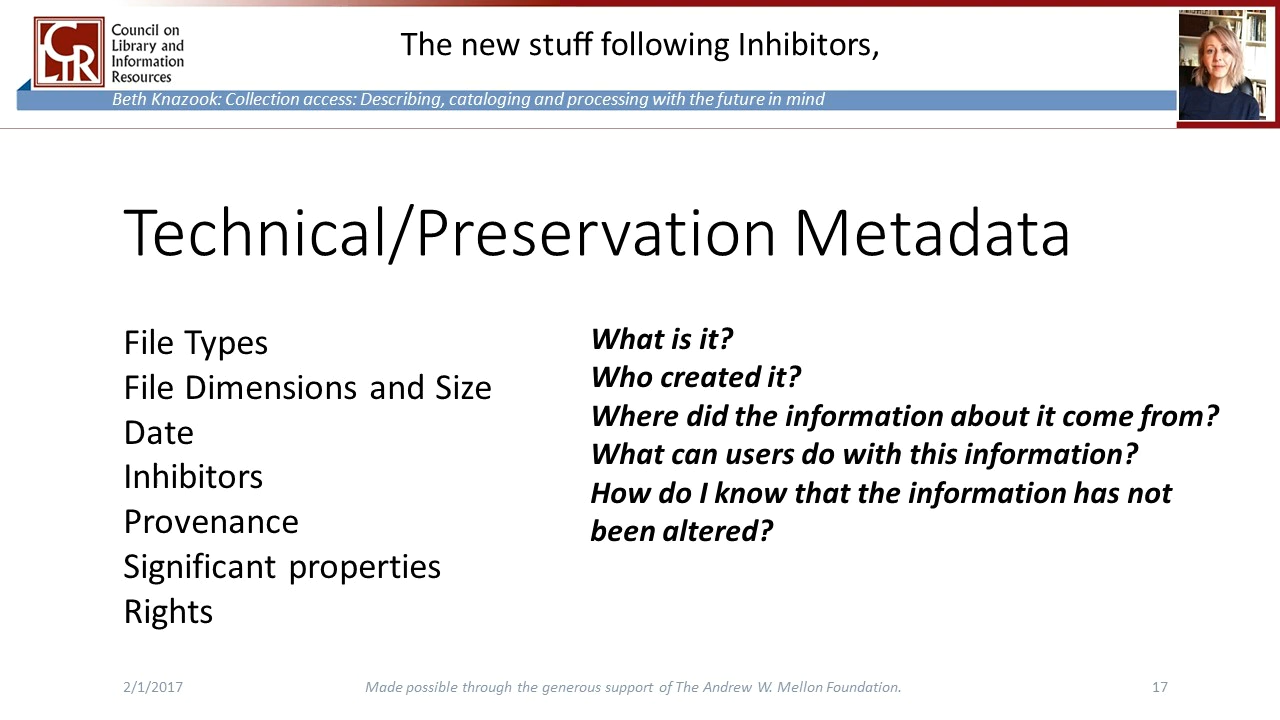 CLIR
Council on
Library and
Information
Resources
The new stuff following Inhibitors,
Beth Knazook: Collection access: Describing, cataloging and processing with the future in mind
Technical/Preservation Metadata
File Types
File Dimensions and Size
Date
Inhibitors
Provenance
Significant properties
Rights
What is it?
Who created it?
Where did the information about it come from?
What can users do with this information?
How do I know that the information has not
been altered?
2/1/2017
Made possible through the generous support of The Andrew W. Mellon Foundation.
17